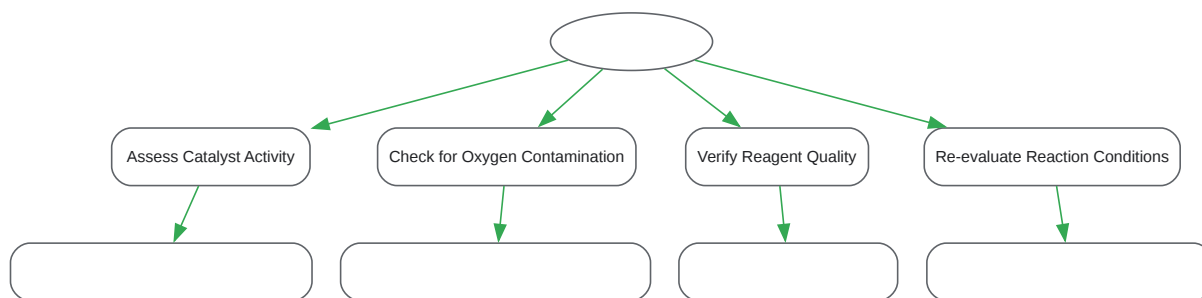 Assess Catalyst Activity
Check for Oxygen Contamination
Verify Reagent Quality
Re-evaluate Reaction Conditions